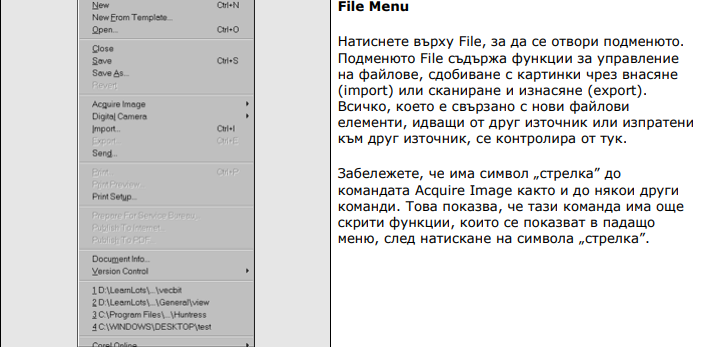 New Ctrl+N
New From Template...
Open... Ctrl+O
Close
Save Ctrl+S
Save As...
Revert
Acquire Image
Digital Camera
Import... Ctrl+I
Export Ctrl+E
Send...
Print Ctrl+P
Print Preview
Print Setup...
Prepare For Service Bureau...
Publish To Internet...
Publish To PDF...
Document Info...
Version Control
1 D:\LearnLots\...\vecbit
2 D:\LearnLots\...\General\view
3 C:\Program Files\...\Huntress
4 C:\WINDOWS\DESKTOP\test
Corel Online
File Menu
Натиснете върху File, за да се отвори подменюто.
Подменюто File съдържа функции за управление
на файлове, сдобиване с картинки чрез внасяне
(import) или сканиране и изнасяне (export).
Всичко, което е свързано с нови файлови
елементи, идващи от друг източник или изпратени
към друг източник, се контролира от тук.
Забележете, че има символ „стрелка” до
командата Acquire Image както и до някои други
команди. Това показва, че тази команда има още
скрити функции, които се показват в падащо
меню, след натискане на символа „стрелка”.